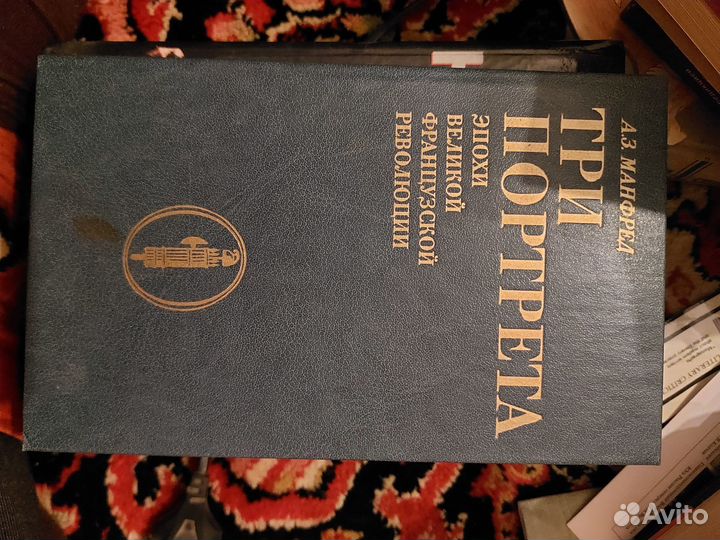 А.З. МАНФРЕД
ТРИ
ПОРТРЕТА
ЭПОХИ
ВЕЛИКОЙ
ФРАНЦУЗСКОЙ
РЕВОЛЮЦИИ
Avito